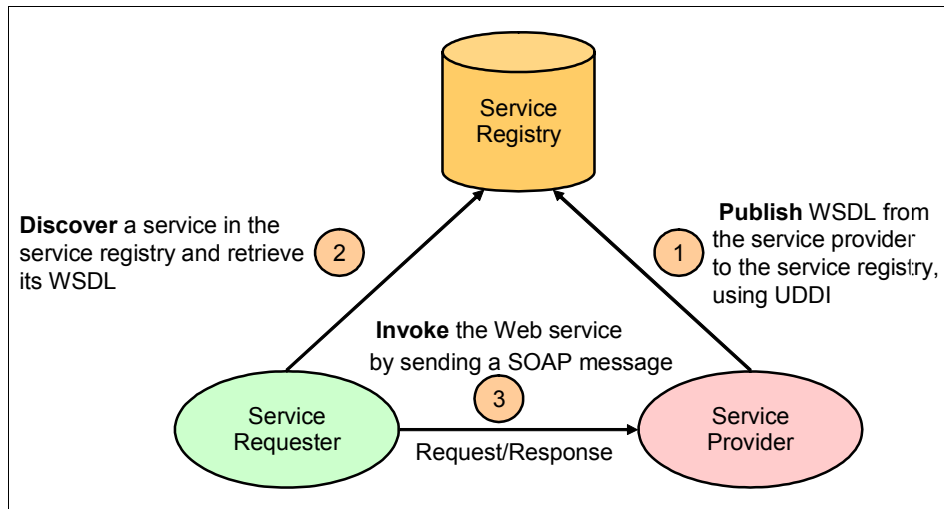 Service
Registry
Discover a service in the
service registry and retrieve
its WSDL
2
1
Publish WSDL from
the service provider
to the service registry,
using UDDI
Invoke the Web service
by sending a SOAP message
3
Service
Requester
Request/Response
Service
Provider